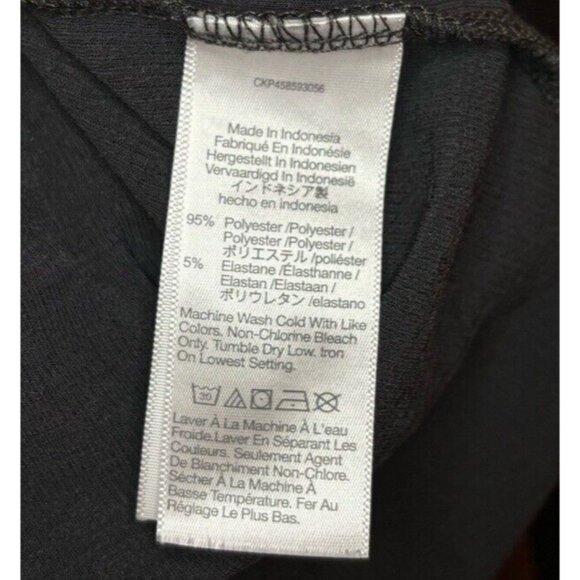 CKP458593056
Made In Indonesia
Fabriqué En Indonésie
Hergestellt In Indonesien
Vervaardigd In Indonesië
インドネシア製
hecho en indonesia
95% Polyester /Polyester /
Polyester /Polyester /
ポリエステル /poliéster
5% Elastane /Élasthanne /
Elastan /Elastaan /
ポリウレタン /elastano
Machine Wash Cold With Like
Colors. Non-Chlorine Bleach
Only. Tumble Dry Low. Iron
On Lowest Setting.
30
Laver À La Machine À L'eau
Froide.Laver En Séparant Les
Couleurs. Seulement Agent
De Blanchiment Non-Chlore.
Sécher À La Machine À
Basse Température. Fer Au
Réglage Le Plus Bas.